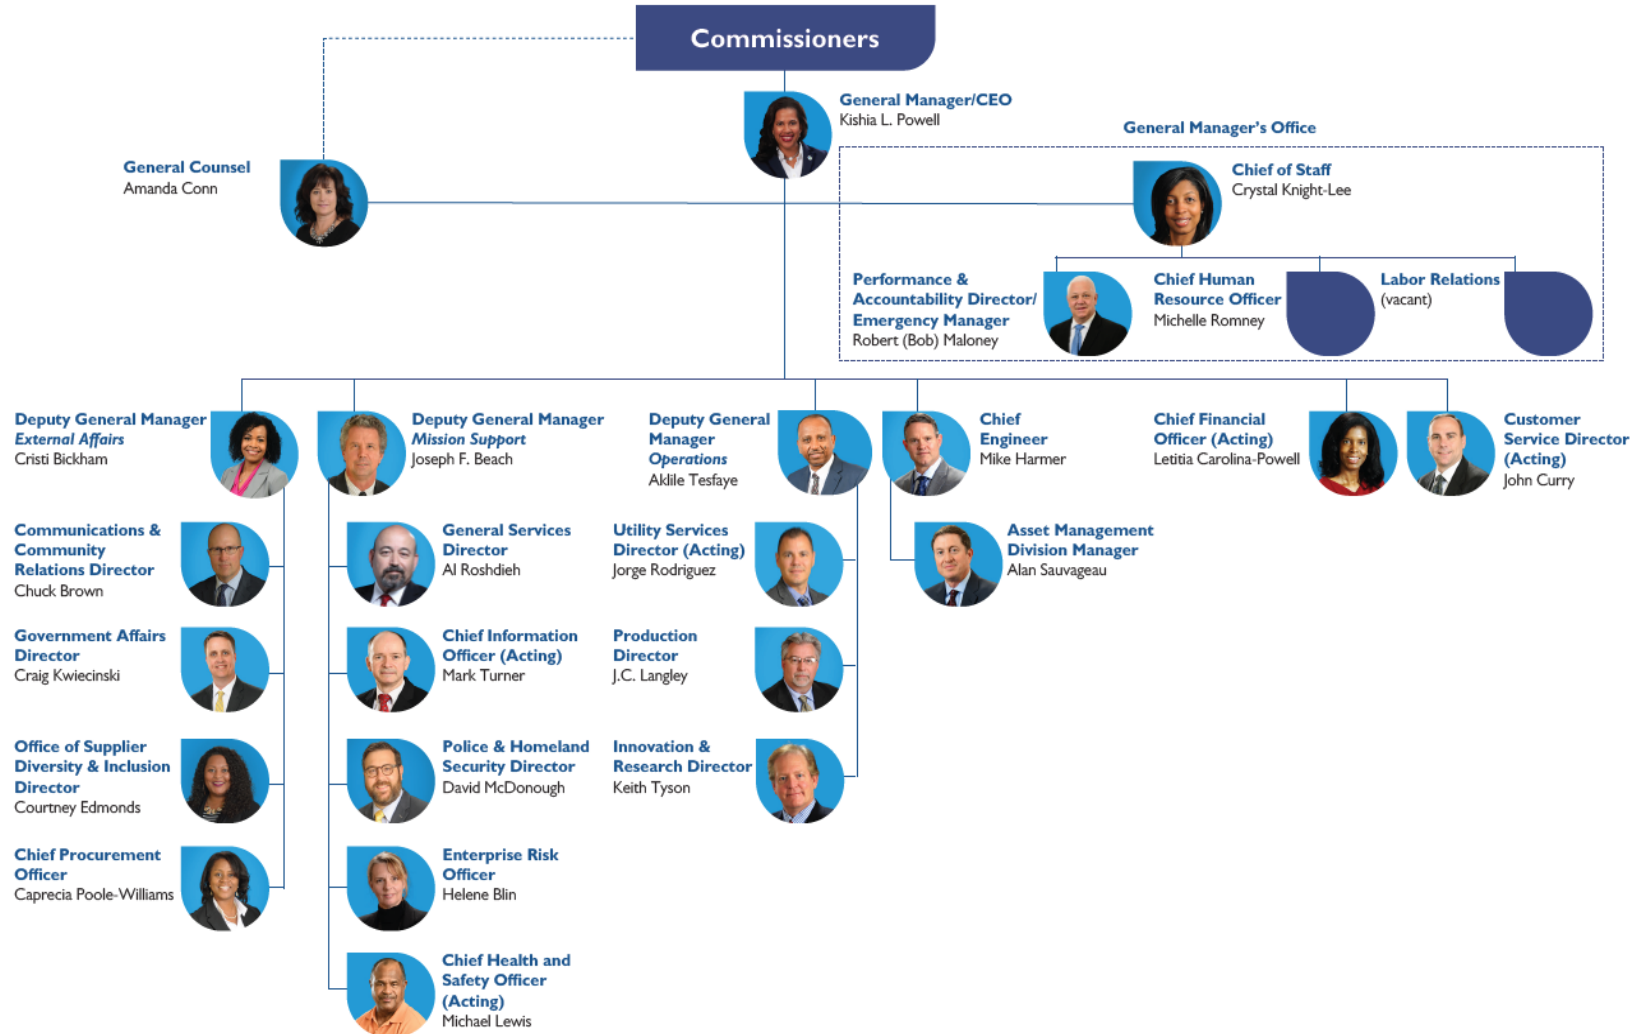 Commissioners
General Manager/CEO
Kishia L. Powell
General Manager's Office
General Counsel
Amanda Conn
Chief of Staff
Crystal Knight-Lee
Performance &
Accountability Director/
Emergency Manager
Robert (Bob) Maloney
Chief Human
Resource Officer
Michelle Romney
Labor Relations
(vacant)
Deputy General Manager
External Affairs
Cristi Bickham
Deputy General Manager
Mission Support
Joseph F. Beach
Deputy General
Manager
Operations
Aklile Tesfaye
Chief
Engineer
Mike Harmer
Chief Financial
Officer (Acting)
Letitia Carolina-Powell
Customer
Service Director
(Acting)
John Curry
Communications &
Community
Relations Director
Chuck Brown
General Services
Director
Al Roshdieh
Utility Services
Director (Acting)
Jorge Rodriguez
Asset Management
Division Manager
Alan Sauvageau
Government Affairs
Director
Craig Kwiecinski
Chief Information
Officer (Acting)
Mark Turner
Production
Director
J.C. Langley
Office of Supplier
Diversity & Inclusion
Director
Courtney Edmonds
Police & Homeland
Security Director
David McDonough
Innovation &
Research Director
Keith Tyson
Chief Procurement
Officer
Caprecia Poole-Williams
Enterprise Risk
Officer
Helene Blin
Chief Health and
Safety Officer
(Acting)
Michael Lewis